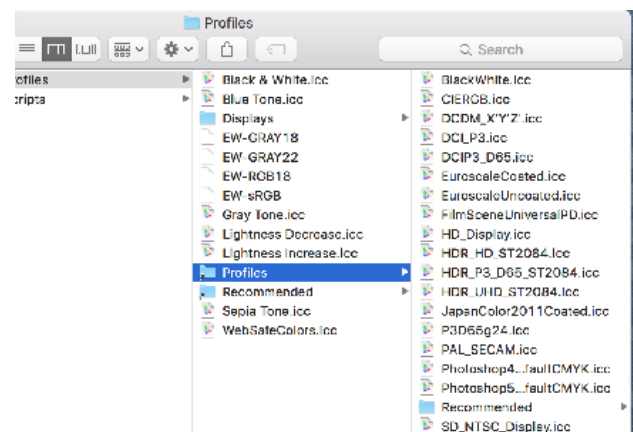 Profiles
Search
ofiles
cripts
Black & White.icc
Blue Tone.icc
Displays
EW-GRAY18
EW-GRAY22
EW-RGB18
EW-sRGB
Gray Tone.icc
Lightness Decrease.icc
Lightness Increase.icc
Profiles
Recommended
Sepia Tone.icc
WebSafeColors.icc
BlackWhite.icc
CIERGB.icc
DCDM_X'Y'Z'.icc
DCI_P3.icc
DCIP3_D65.icc
EuroscaleCoated.icc
EuroscaleUncoated.icc
FilmSceneUniversalPD.icc
HD_Display.icc
HDR_HD_ST2084.icc
HDR_P3_D65_ST2084.icc
HDR_UHD_ST2084.icc
JapanColor2011Coated.icc
P3D65g24.icc
PAL_SECAM.icc
Photoshop4...faultCMYK.icc
Photoshop5...faultCMYK.icc
Recommended
SD_NTSC_Display.icc